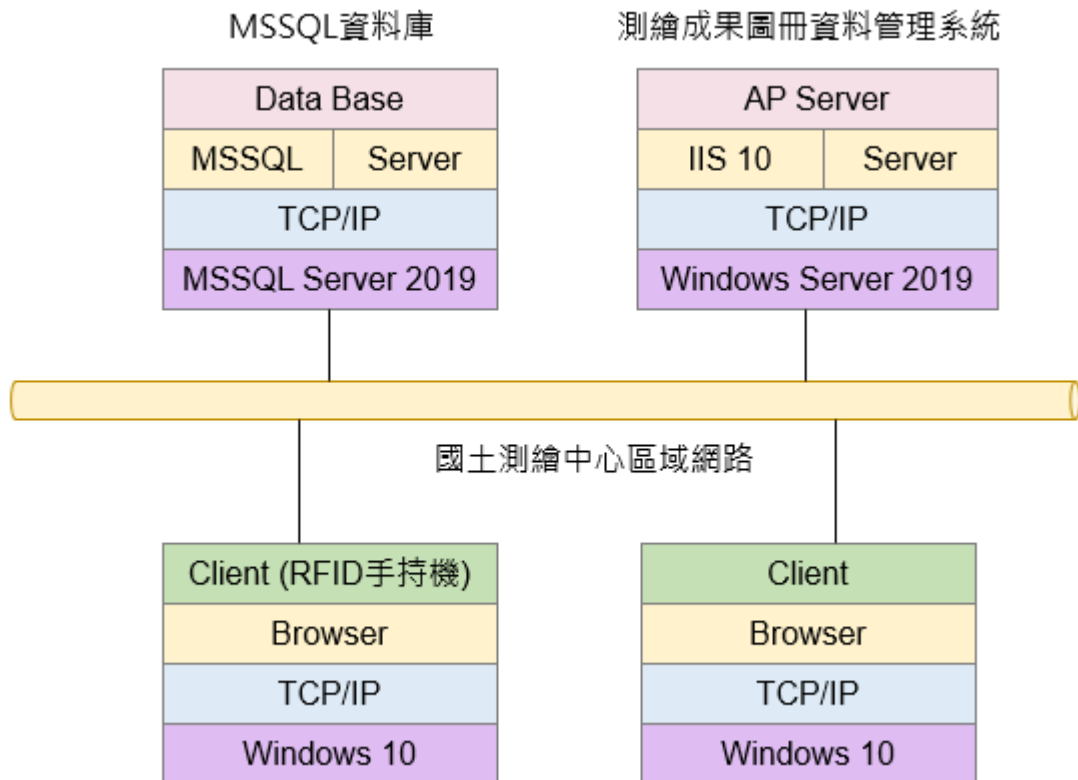 MSSQL資料庫
測繪成果圖冊資料管理系統
Data Base
AP Server
MSSQL
Server
IIS 10
Server
TCP/IP
TCP/IP
MSSQL Server 2019
Windows Server 2019
國土測繪中心區域網路
Client (RFID手持機)
Client
Browser
Browser
TCP/IP
TCP/IP
Windows 10
Windows 10